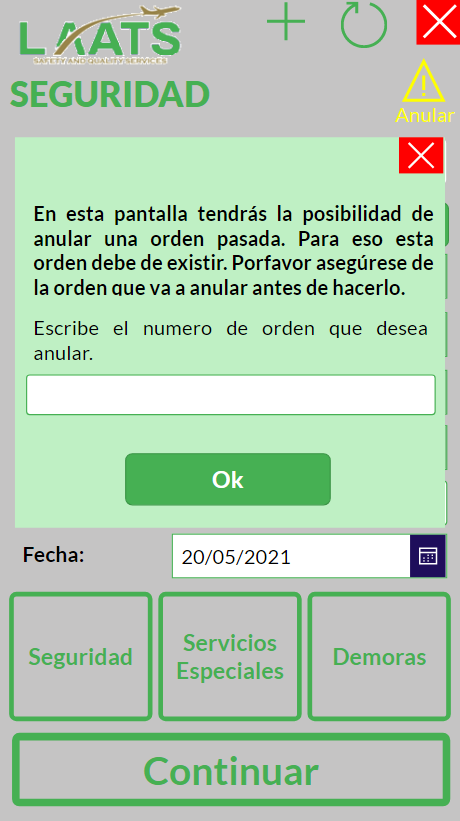 LAATS
SAFETY AND QUALITY SERVICES
SEGURIDAD
Anular
En esta pantalla tendrás la posibilidad de
anular una orden pasada. Para eso esta
orden debe de existir. Porfavor asegúrese de
la orden que va a anular antes de hacerlo.
Escribe el numero de orden que desea
anular.
Ok
Fecha:
20/05/2021
Seguridad
Servicios
Especiales
Demoras
Continuar